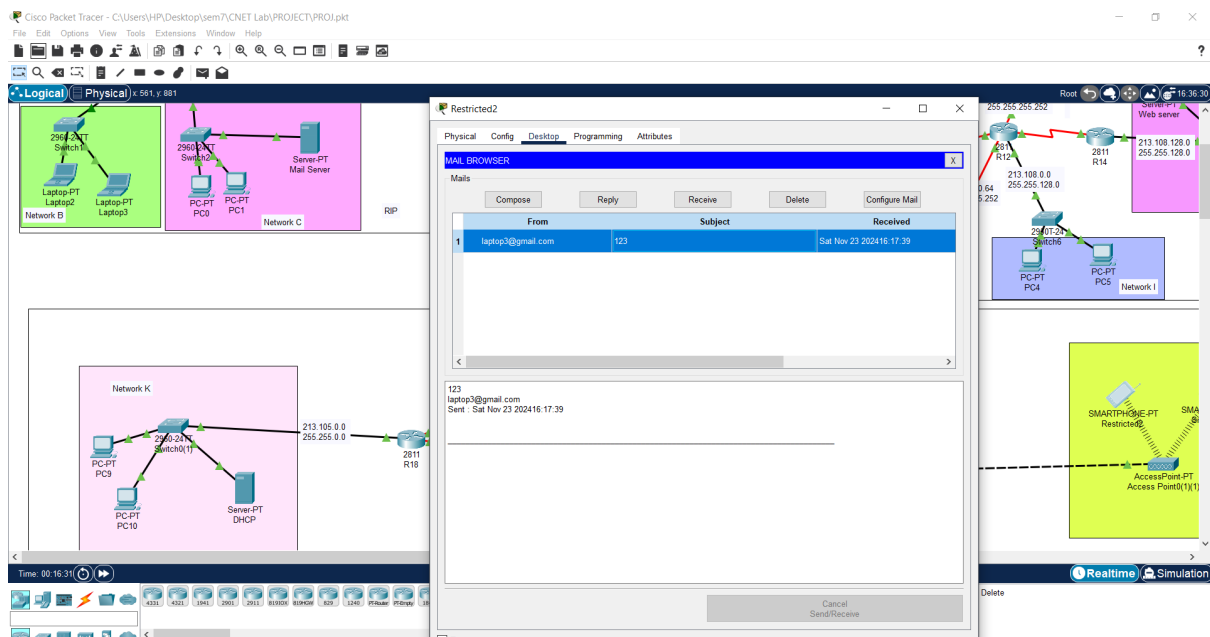 Cisco Packet Tracer - C:\Users\HP\Desktop\sem7\CNET Lab\PROJECT\PROJ.pkt
File Edit Options View Tools Extensions Window Help
?
Logical Physical x: 561, y: 881
Root 16:36:30
2960-24TT
Switch1
Laptop-PT
Laptop2
Laptop-PT
Laptop3
Network B
2960-24TT
Switch2
Server-PT
Mail Server
PC-PT
PC0
PC-PT
PC1
Network C
RIP
Network K
2960-24TT
Switch0(1)
PC-PT
PC9
PC-PT
PC10
Server-PT
DHCP
213.105.0.0
255.255.0.0
2811
R18
Restricted2
Physical Config Desktop Programming Attributes
MAIL BROWSER X
Mails
Compose Reply Receive Delete Configure Mail
From Subject Received
1 laptop3@gmail.com 123 Sat Nov 23 202416:17:39
123
laptop3@gmail.com
Sent : Sat Nov 23 202416:17:39
Cancel
Send/Receive
255.255.255.252
Server-PT
Web server
R12
2811
R14
213.108.128.0
255.255.128.0
213.108.0.0
255.255.128.0
0.64
5.252
Switch6
PC-PT
PC4
PC-PT
PC5
Network I
SMARTPHONE-PT
Restricted2
SMA
AccessPoint-PT
Access Point0(1)(1)
Time: 00:16:31
Realtime Simulation
4331 4321 1941 2901 2911 819IOX 819HGW 829 1240 PT-Router PT-Empty
Delete